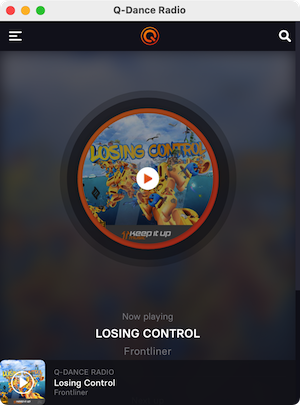 Q-Dance Radio
Q
LOSING CONTROL
KEEP IT UP
Now playing
LOSING CONTROL
Frontliner
Q-DANCE RADIO
Losing Control
Frontliner